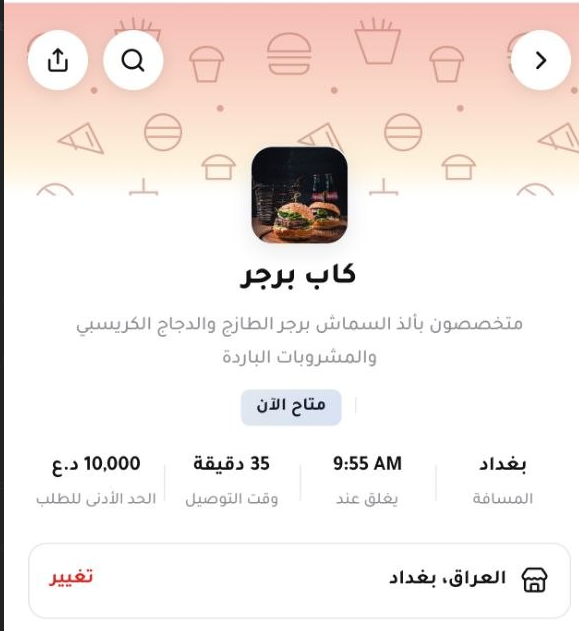 كاب برجر
متخصصون بألذ السماش برجر الطازج والدجاج الكريسبي
والمشروبات الباردة
متاح الآن
بغداد
المسافة
9:55 AM
يغلق عند
35 دقيقة
وقت التوصيل
10,000 د.ع
الحد الأدنى للطلب
العراق، بغداد
تغيير